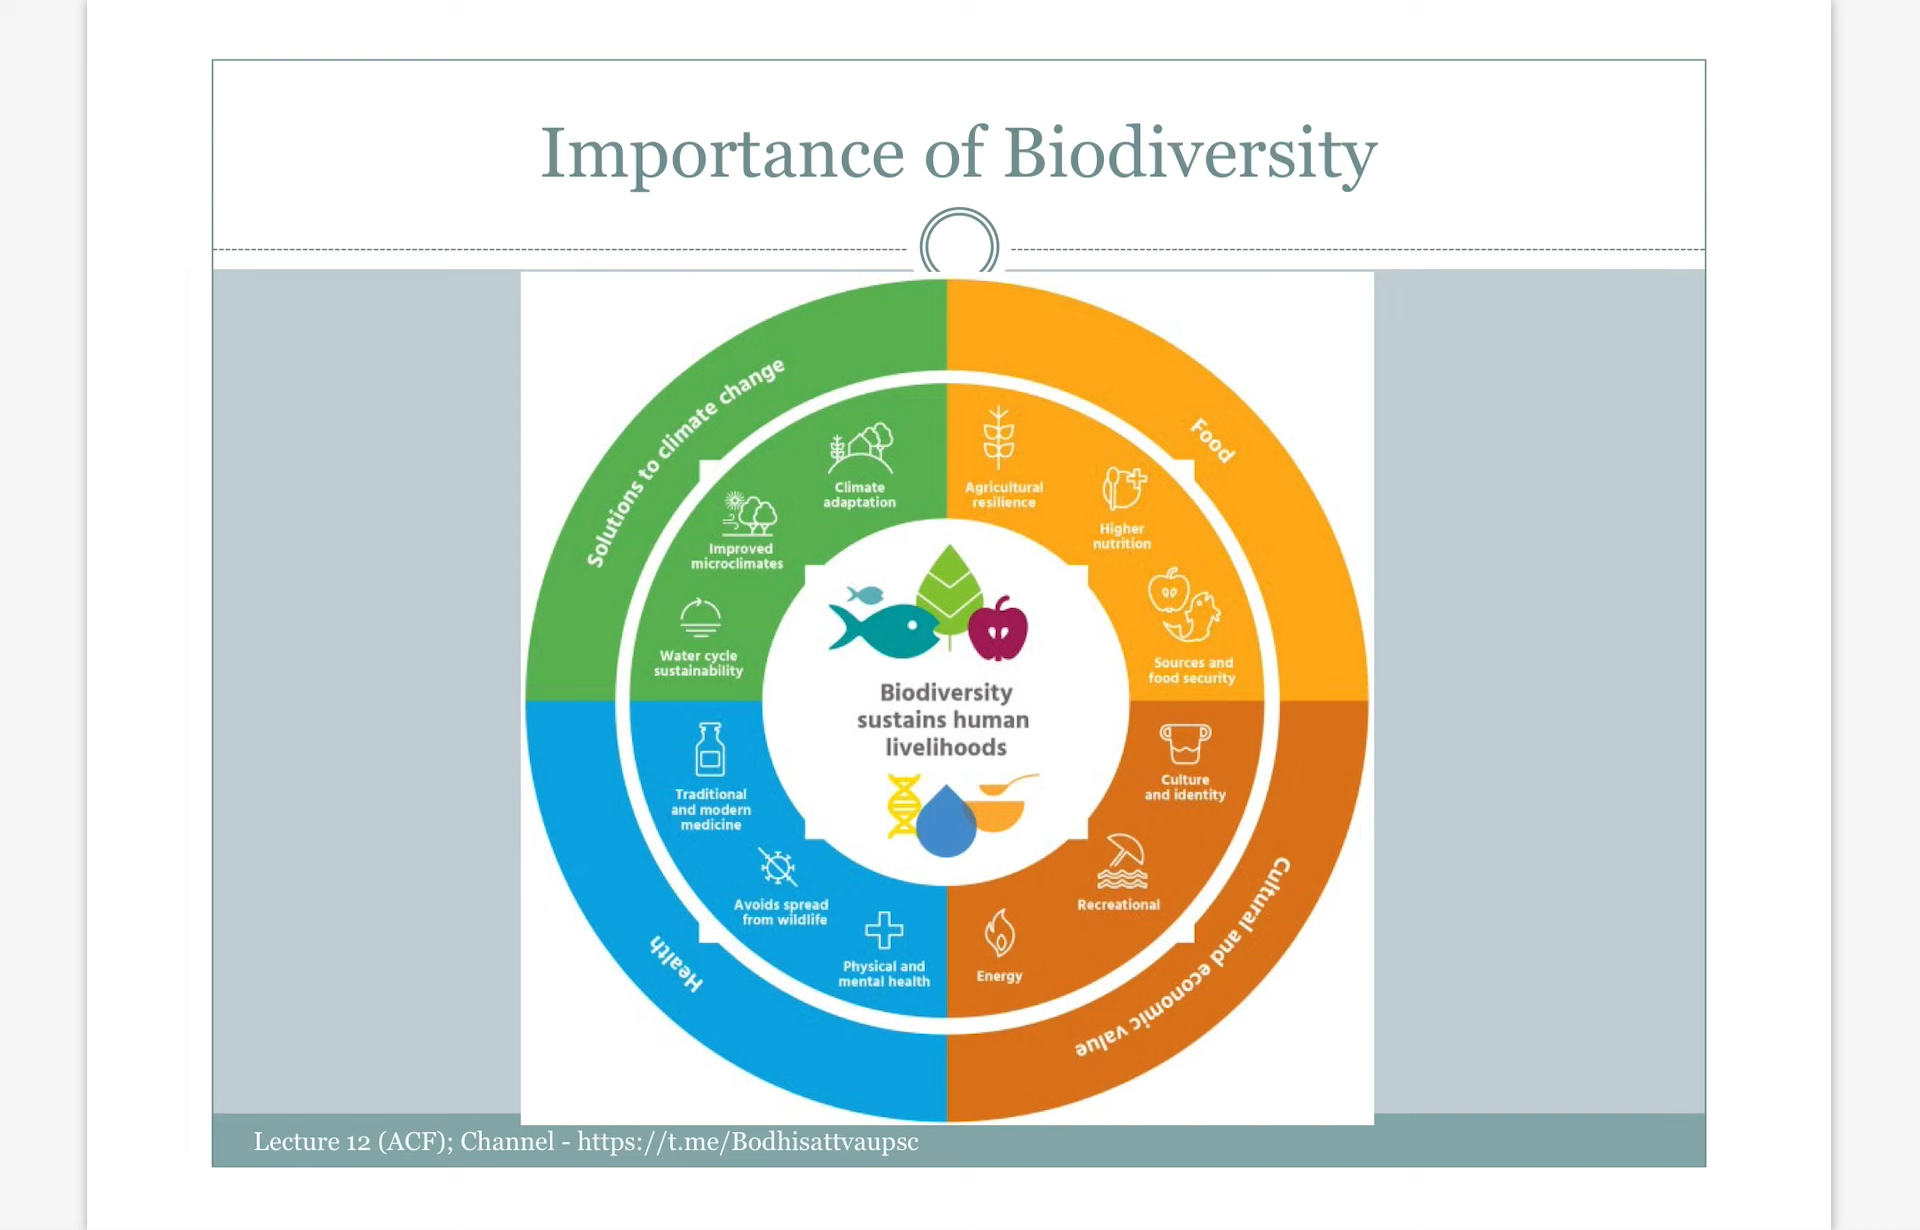 Importance of Biodiversity
Solutions to climate change
Food
Climate
adaptation
Agricultural
resilience
Improved
microclimates
Higher
nutrition
Water cycle
sustainability
Sources and
food security
Biodiversity
sustains human
livelihoods
Traditional
and modern
medicine
Culture
and identity
Avoids spread
from wildlife
Recreational
Physical and
mental health
Energy
Health
Cultural and economic value
Lecture 12 (ACF); Channel - https://t.me/Bodhisattvaupsc